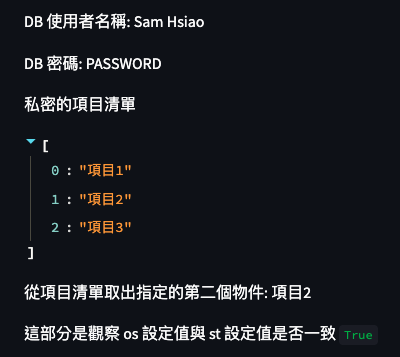 DB 使用者名稱: Sam Hsiao
DB 密碼: PASSWORD
私密的項目清單
[
0 : "項目1"
1 : "項目2"
2 : "項目3"
]
從項目清單取出指定的第二個物件: 項目2
這部分是觀察 os 設定值與 st 設定值是否一致 True